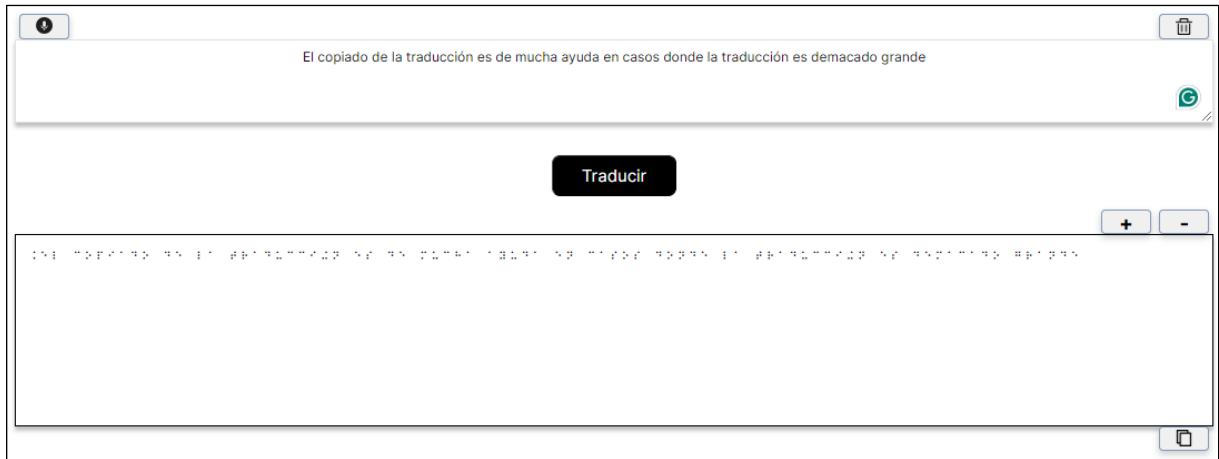 El copiado de la traducción es de mucha ayuda en casos donde la traducción es demacado grande
Traducir
+ -
⠨⠑⠇ ⠉⠕⠏⠊⠁⠙⠕ ⠙⠑ ⠇⠁ ⠞⠗⠁⠙⠥⠉⠉⠊⠬⠝ ⠑⠎ ⠙⠑ ⠍⠥⠉⠓⠁ ⠁⠽⠥⠙⠁ ⠑⠝ ⠉⠁⠎⠕⠎ ⠙⠕⠝⠙⠑ ⠇⠁ ⠞⠗⠁⠙⠥⠉⠉⠊⠬⠝ ⠑⠎ ⠙⠑⠍⠁⠉⠁⠙⠕ ⠛⠗⠁⠝⠙⠑